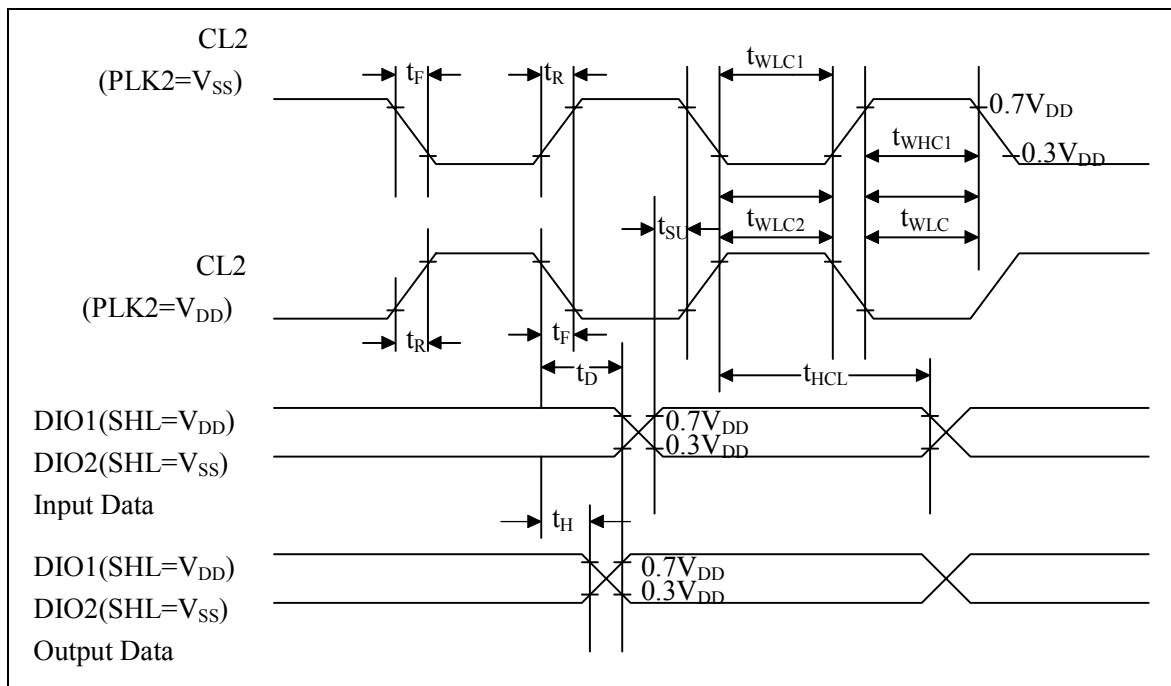 CL2
(PLK2=VSS)
tF
tR
tWLC1
0.7VDD
tWHC1
0.3VDD
tSU
tWLC2
tWLC
CL2
(PLK2=VDD)
tR
tF
tD
tHCL
DIO1(SHL=VDD)
0.7VDD
DIO2(SHL=VSS)
0.3VDD
Input Data
tH
DIO1(SHL=VDD)
0.7VDD
DIO2(SHL=VSS)
0.3VDD
Output Data